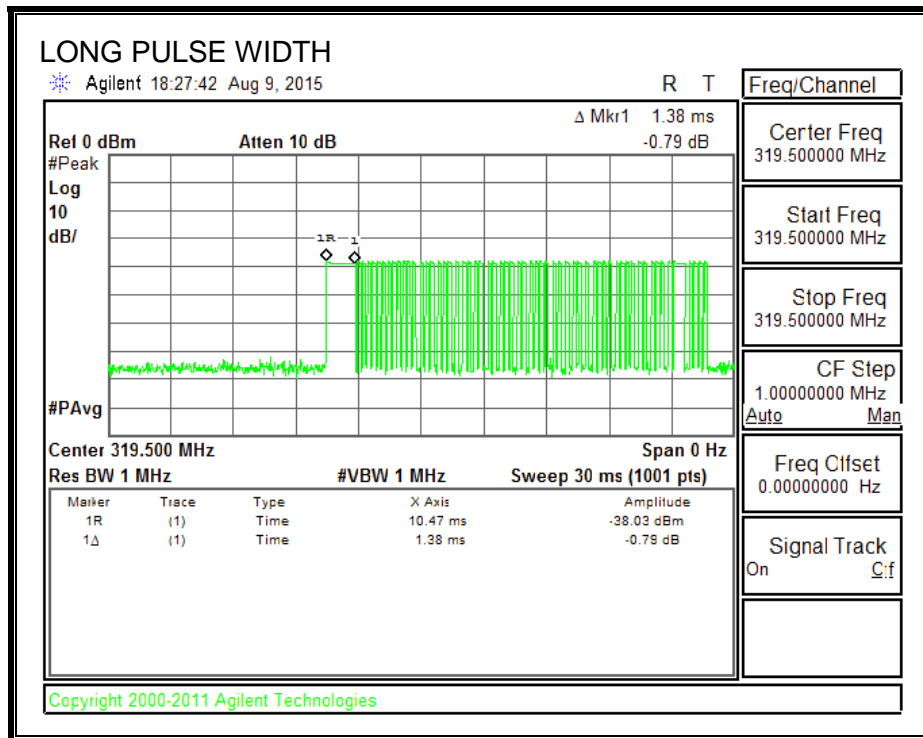 LONG PULSE WIDTH
Agilent 18:27:42 Aug 9, 2015 R T
Δ Mkr1 1.38 ms
Ref 0 dBm Atten 10 dB -0.79 dB
#Peak
Log
10
dB/
1R 1
#PAvg
Center 319.500 MHz Span 0 Hz
Res BW 1 MHz #VBW 1 MHz Sweep 30 ms (1001 pts)
Marker Trace Type X Axis Amplitude
1R (1) Time 10.47 ms -38.03 dBm
1Δ (1) Time 1.38 ms -0.79 dB
Freq/Channel
Center Freq
319.500000 MHz
Start Freq
319.500000 MHz
Stop Freq
319.500000 MHz
CF Step
1.00000000 MHz
Auto Man
Freq Offset
0.00000000 Hz
Signal Track
On Off
Copyright 2000-2011 Agilent Technologies